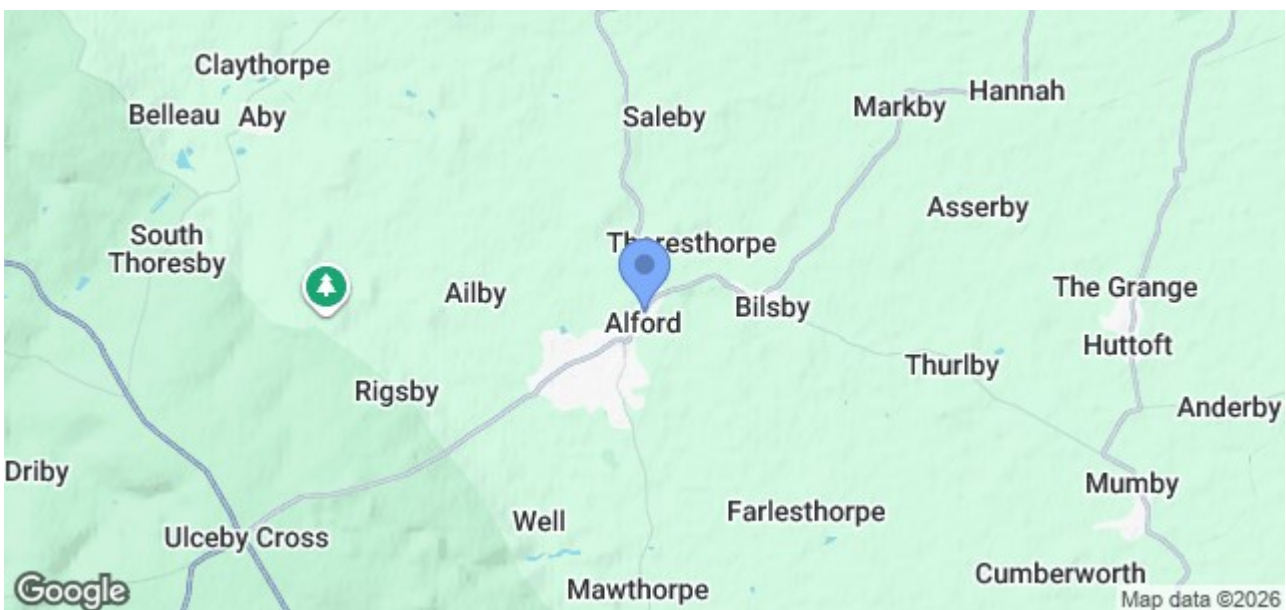 Claythorpe
Belleau
Aby
Saleby
Markby
Hannah
Asserby
South
Thoresby
Thoresthorpe
Ailby
Alford
Bilsby
The Grange
Huttoft
Thurlby
Rigsby
Anderby
Driby
Mumby
Well
Farlesthorpe
Ulceby Cross
Mawthorpe
Cumberworth
Google
Map data ©2026